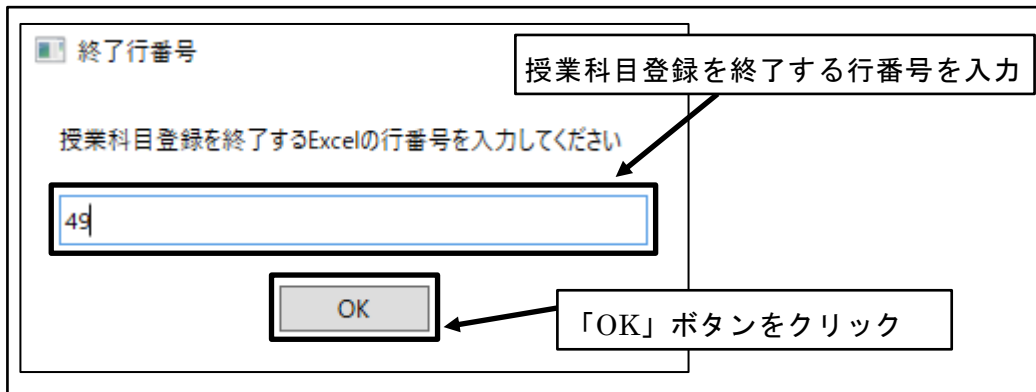 終了行番号
授業科目登録を終了する行番号を入力
授業科目登録を終了するExcelの行番号を入力してください
49
OK
「OK」ボタンをクリック